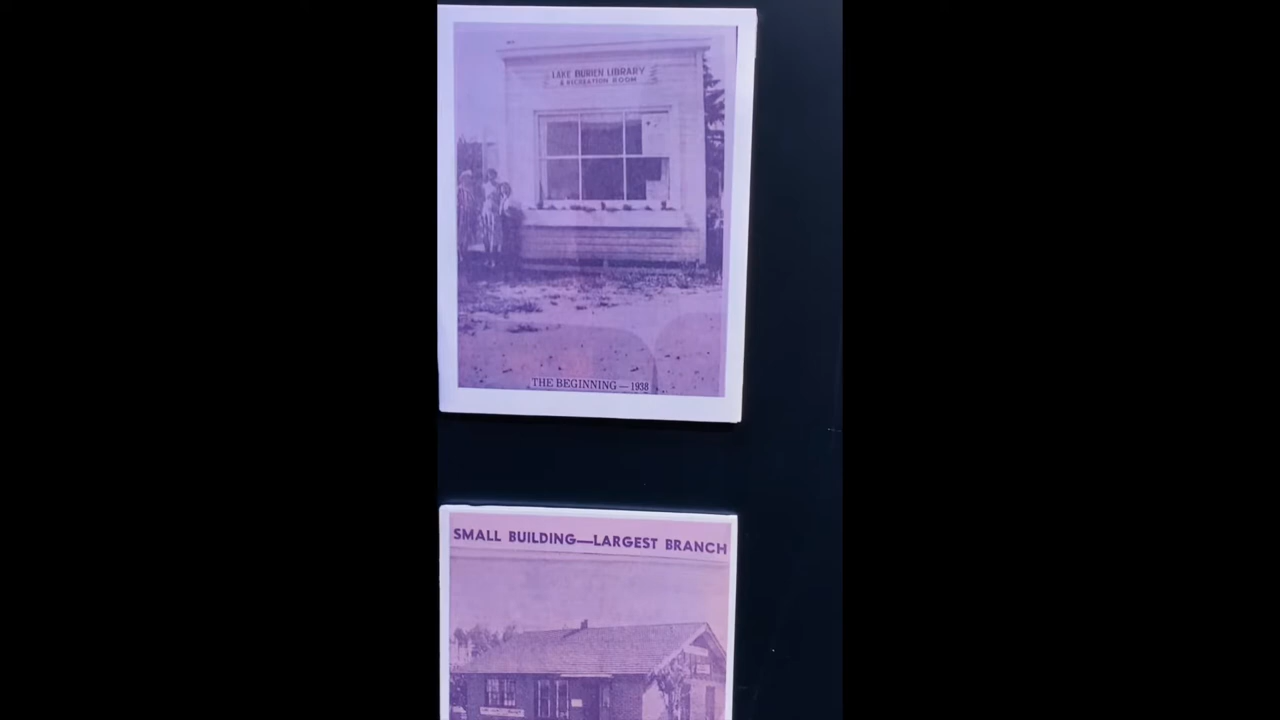 LAKE BURIEN LIBRARY
& RECREATION ROOM
THE BEGINNING — 1938
SMALL BUILDING—LARGEST BRANCH